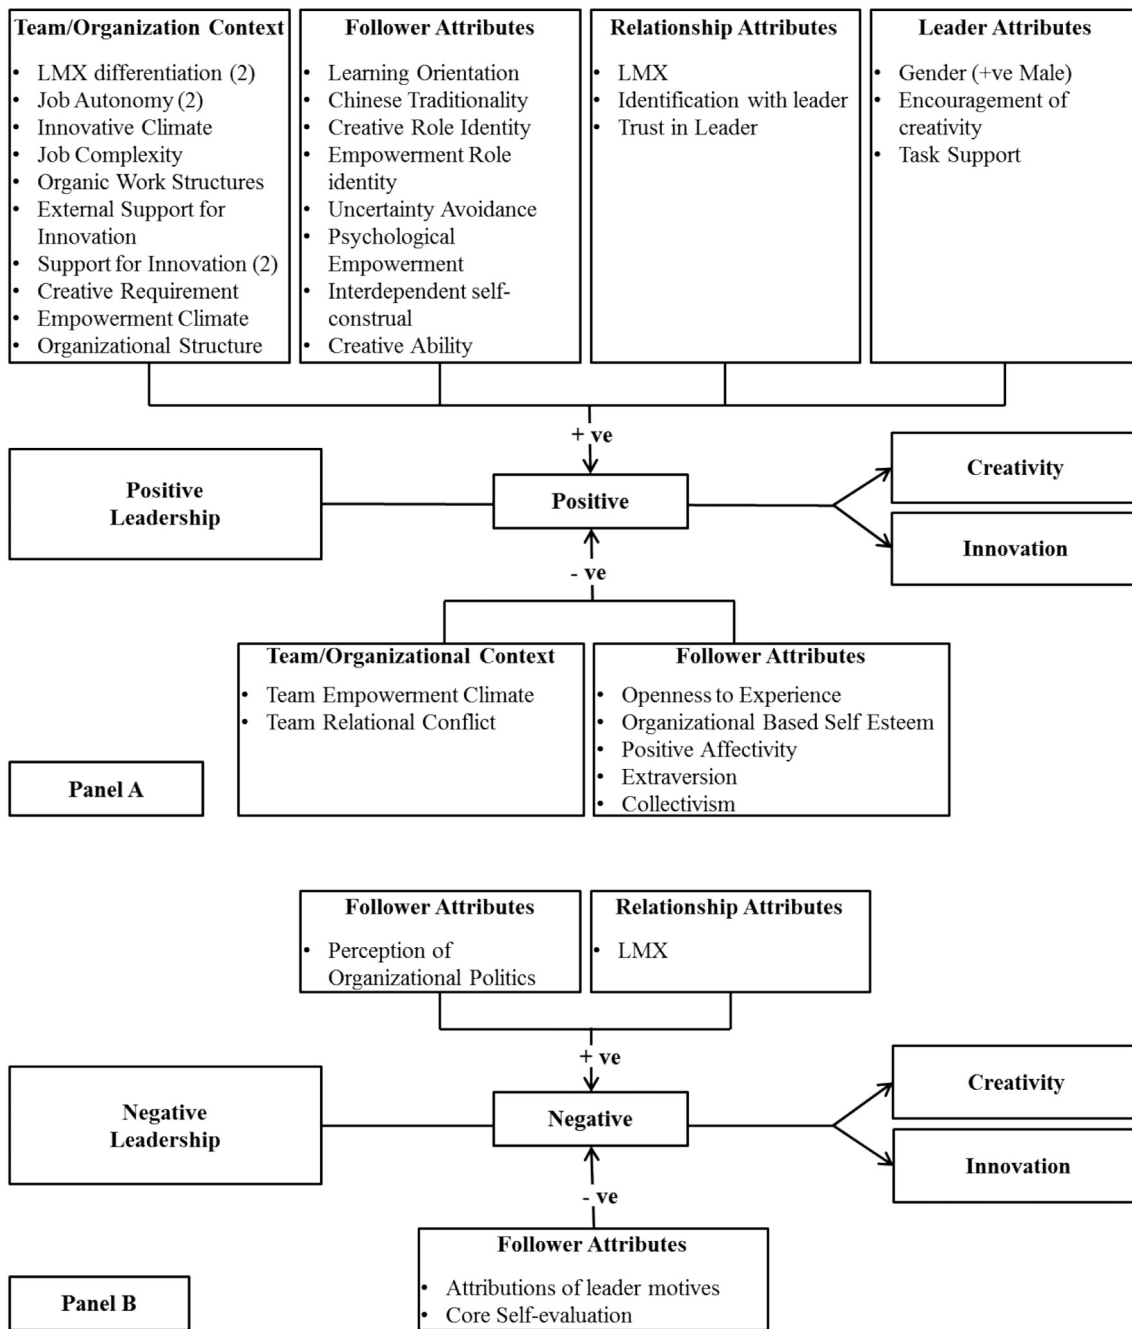 Team/Organization Context
• LMX differentiation (2)
• Job Autonomy (2)
• Innovative Climate
• Job Complexity
• Organic Work Structures
• External Support for
Innovation
• Support for Innovation (2)
• Creative Requirement
• Empowerment Climate
• Organizational Structure
Follower Attributes
• Learning Orientation
• Chinese Traditionality
• Creative Role Identity
• Empowerment Role
identity
• Uncertainty Avoidance
• Psychological
Empowerment
• Interdependent self-
construal
• Creative Ability
Relationship Attributes
• LMX
• Identification with leader
• Trust in Leader
Leader Attributes
• Gender (+ve Male)
• Encouragement of
creativity
• Task Support
+ ve
Positive
Leadership
Positive
Creativity
Innovation
- ve
Team/Organizational Context
• Team Empowerment Climate
• Team Relational Conflict
Follower Attributes
• Openness to Experience
• Organizational Based Self Esteem
• Positive Affectivity
• Extraversion
• Collectivism
Panel A
Follower Attributes
• Perception of
Organizational Politics
Relationship Attributes
• LMX
+ ve
Negative
Leadership
Negative
Creativity
Innovation
- ve
Follower Attributes
• Attributions of leader motives
• Core Self-evaluation
Panel B